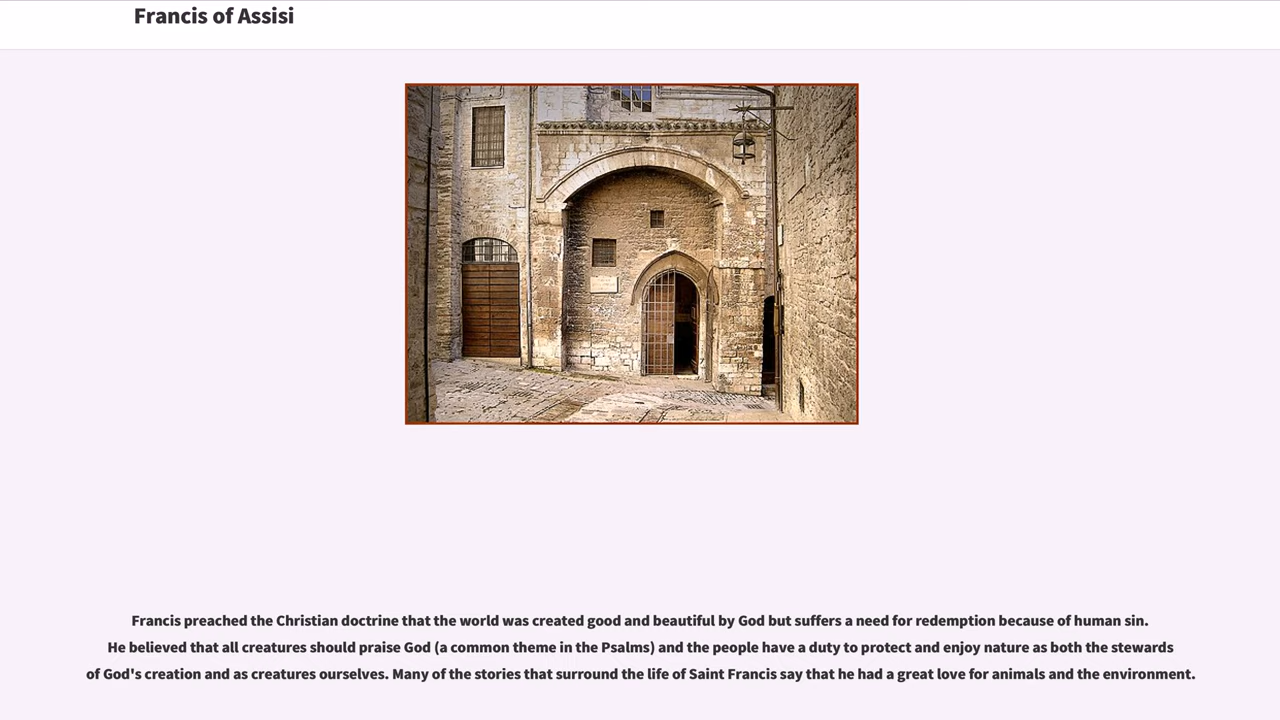 Francis of Assisi
Francis preached the Christian doctrine that the world was created good and beautiful by God but suffers a need for redemption because of human sin.
He believed that all creatures should praise God (a common theme in the Psalms) and the people have a duty to protect and enjoy nature as both the stewards
of God's creation and as creatures ourselves. Many of the stories that surround the life of Saint Francis say that he had a great love for animals and the environment.